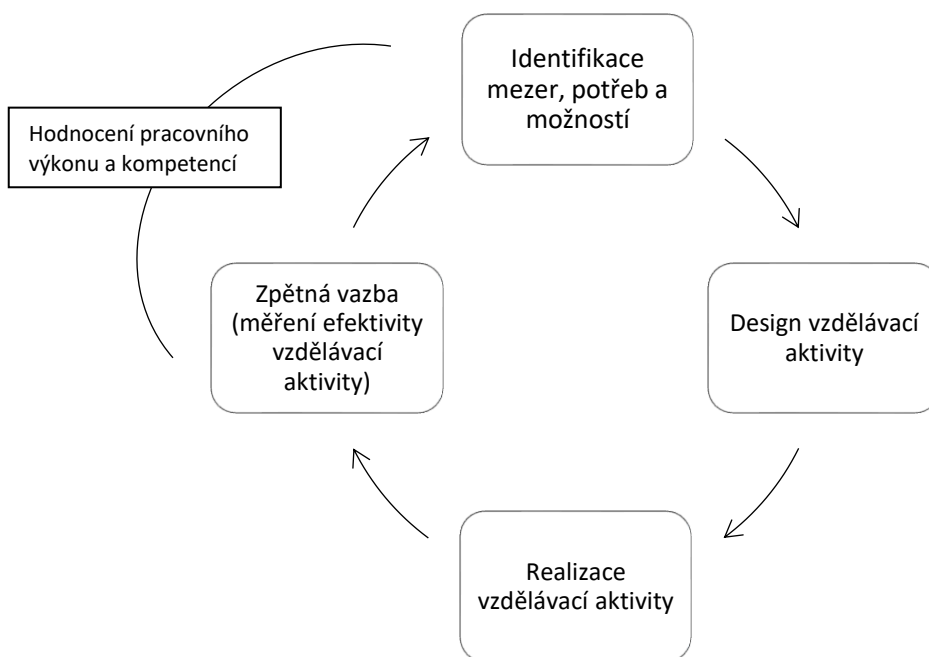 Identifikace
mezer, potřeb a
možností
Hodnocení pracovního
výkonu a kompetencí
Zpětná vazba
(měření efektivity
vzdělávací
aktivity)
Design vzdělávací
aktivity
Realizace
vzdělávací aktivity